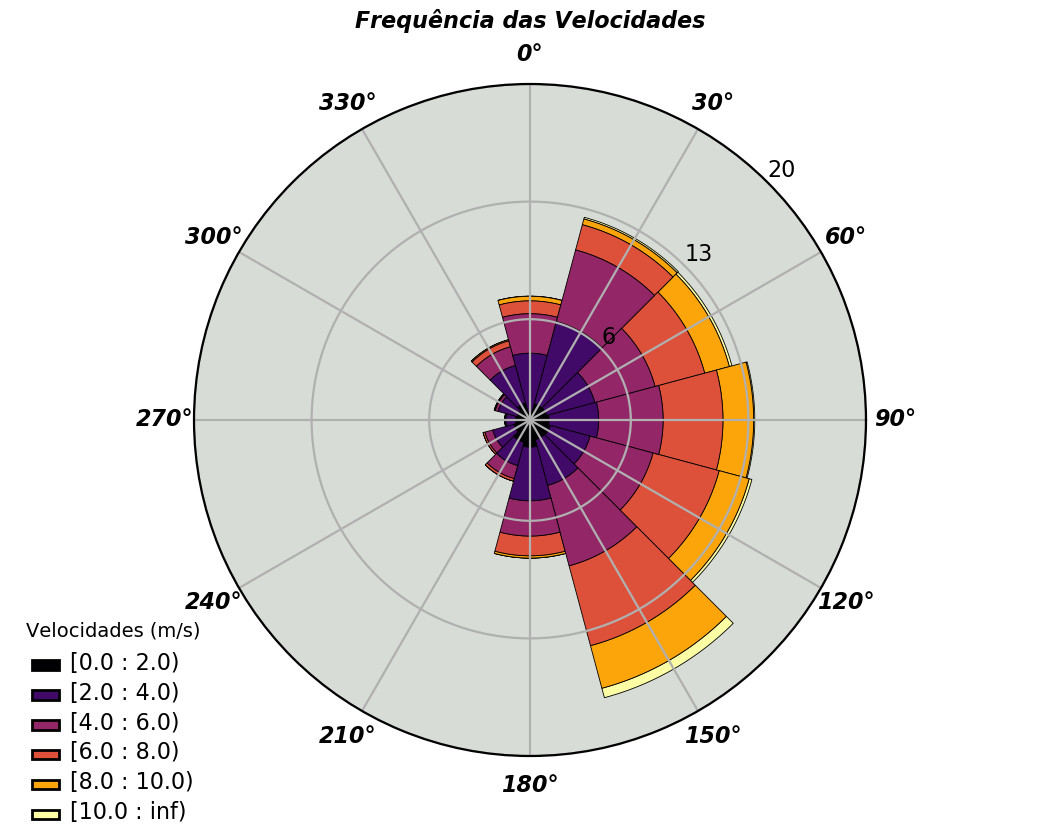 Frequência das Velocidades
0°
330°
30°
20
300°
60°
13
6
270°
90°
240°
120°
210°
150°
180°
Velocidades (m/s)
[0.0 : 2.0)
[2.0 : 4.0)
[4.0 : 6.0)
[6.0 : 8.0)
[8.0 : 10.0)
[10.0 : inf)